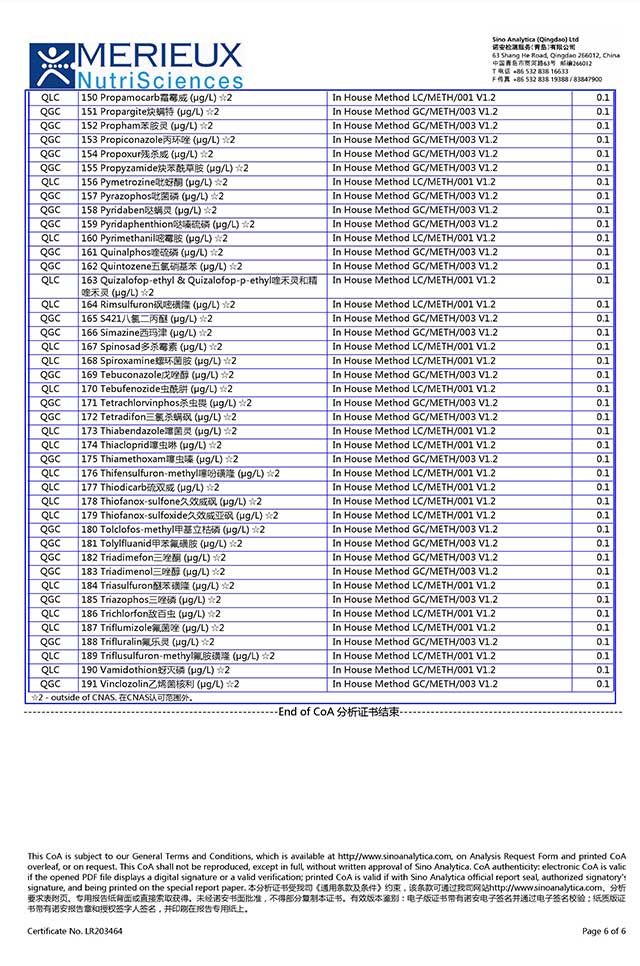 MERIEUX
NutriSciences
Sino Analytica (Qingdao) Ltd
诺安检测服务(青岛)有限公司
63 Shang He Road, Qingdao 266012, China
中国青岛市商河路63号 邮编266012
T 电话 +86 532 838 16633
F 传真 +86 532 838 19388 / 83847900
QLC 150 Propamocarb霜霉威 (µg/L) ☆2 In House Method LC/METH/001 V1.2 0.1
QGC 151 Propargite炔螨特 (µg/L) ☆2 In House Method GC/METH/003 V1.2 0.1
QGC 152 Propham苯胺灵 (µg/L) ☆2 In House Method GC/METH/003 V1.2 0.1
QGC 153 Propiconazole丙环唑 (µg/L) ☆2 In House Method GC/METH/003 V1.2 0.1
QGC 154 Propoxur残杀威 (µg/L) ☆2 In House Method GC/METH/003 V1.2 0.1
QGC 155 Propyzamide炔苯酰草胺 (µg/L) ☆2 In House Method GC/METH/003 V1.2 0.1
QLC 156 Pymetrozine吡蚜酮 (µg/L) ☆2 In House Method LC/METH/001 V1.2 0.1
QGC 157 Pyrazophos吡菌磷 (µg/L) ☆2 In House Method GC/METH/003 V1.2 0.1
QGC 158 Pyridaben哒螨灵 (µg/L) ☆2 In House Method GC/METH/003 V1.2 0.1
QGC 159 Pyridaphenthion哒嗪硫磷 (µg/L) ☆2 In House Method GC/METH/003 V1.2 0.1
QLC 160 Pyrimethanil嘧霉胺 (µg/L) ☆2 In House Method LC/METH/001 V1.2 0.1
QGC 161 Quinalphos喹硫磷 (µg/L) ☆2 In House Method GC/METH/003 V1.2 0.1
QGC 162 Quintozene五氯硝基苯 (µg/L) ☆2 In House Method GC/METH/003 V1.2 0.1
QLC 163 Quizalofop-ethyl & Quizalofop-p-ethyl喹禾灵和精 In House Method LC/METH/001 V1.2 0.1
喹禾灵 (µg/L) ☆2
QLC 164 Rimsulfuron砜嘧磺隆 (µg/L) ☆2 In House Method LC/METH/001 V1.2 0.1
QGC 165 S421八氯二丙醚 (µg/L) ☆2 In House Method GC/METH/003 V1.2 0.1
QGC 166 Simazine西玛津 (µg/L) ☆2 In House Method GC/METH/003 V1.2 0.1
QLC 167 Spinosad多杀霉素 (µg/L) ☆2 In House Method LC/METH/001 V1.2 0.1
QLC 168 Spiroxamine螺环菌胺 (µg/L) ☆2 In House Method LC/METH/001 V1.2 0.1
QGC 169 Tebuconazole戊唑醇 (µg/L) ☆2 In House Method GC/METH/003 V1.2 0.1
QLC 170 Tebufenozide虫酰肼 (µg/L) ☆2 In House Method LC/METH/001 V1.2 0.1
QGC 171 Tetrachlorvinphos杀虫畏 (µg/L) ☆2 In House Method GC/METH/003 V1.2 0.1
QGC 172 Tetradifon三氯杀螨砜 (µg/L) ☆2 In House Method GC/METH/003 V1.2 0.1
QLC 173 Thiabendazole噻菌灵 (µg/L) ☆2 In House Method LC/METH/001 V1.2 0.1
QLC 174 Thiacloprid噻虫啉 (µg/L) ☆2 In House Method LC/METH/001 V1.2 0.1
QGC 175 Thiamethoxam噻虫嗪 (µg/L) ☆2 In House Method GC/METH/003 V1.2 0.1
QLC 176 Thifensulfuron-methyl噻吩磺隆 (µg/L) ☆2 In House Method LC/METH/001 V1.2 0.1
QLC 177 Thiodicarb硫双威 (µg/L) ☆2 In House Method LC/METH/001 V1.2 0.1
QLC 178 Thiofanox-sulfone久效威砜 (µg/L) ☆2 In House Method LC/METH/001 V1.2 0.1
QLC 179 Thiofanox-sulfoxide久效威亚砜 (µg/L) ☆2 In House Method LC/METH/001 V1.2 0.1
QGC 180 Tolclofos-methyl甲基立枯磷 (µg/L) ☆2 In House Method GC/METH/003 V1.2 0.1
QGC 181 Tolylfluanid甲苯氟磺胺 (µg/L) ☆2 In House Method GC/METH/003 V1.2 0.1
QGC 182 Triadimefon三唑酮 (µg/L) ☆2 In House Method GC/METH/003 V1.2 0.1
QGC 183 Triadimenol三唑醇 (µg/L) ☆2 In House Method GC/METH/003 V1.2 0.1
QLC 184 Triasulfuron醚苯磺隆 (µg/L) ☆2 In House Method LC/METH/001 V1.2 0.1
QGC 185 Triazophos三唑磷 (µg/L) ☆2 In House Method GC/METH/003 V1.2 0.1
QLC 186 Trichlorfon敌百虫 (µg/L) ☆2 In House Method LC/METH/001 V1.2 0.1
QLC 187 Triflumizole氟菌唑 (µg/L) ☆2 In House Method LC/METH/001 V1.2 0.1
QGC 188 Trifluralin氟乐灵 (µg/L) ☆2 In House Method GC/METH/003 V1.2 0.1
QLC 189 Triflusulfuron-methyl氟胺磺隆 (µg/L) ☆2 In House Method LC/METH/001 V1.2 0.1
QLC 190 Vamidothion蚜灭磷 (µg/L) ☆2 In House Method LC/METH/001 V1.2 0.1
QGC 191 Vinclozolin乙烯菌核利 (µg/L) ☆2 In House Method GC/METH/003 V1.2 0.1
☆2 - outside of CNAS. 在CNAS认可范围外。
End of CoA 分析证书结束
This CoA is subject to our General Terms and Conditions, which is available at http://www.sinoanalytica.com, on Analysis Request Form and printed CoA
overleaf, or on request. This CoA shall not be reproduced, except in full, without written approval of Sino Analytica. CoA authenticity: electronic CoA is valid
if the opened PDF file displays a digital signature or a valid verification; printed CoA is valid if with Sino Analytica official report seal, authorized signatory's
signature, and being printed on the special report paper. 本分析证书受我司《通用条款及条件》约束，该条款可通过我司网站http://www.sinoanalytica.com、分析
要求表附页、专用报告纸背面或直接索取获得。未经诺安书面批准，不得部分复制本证书。有效版本鉴别：电子版证书带有诺安电子签名并通过电子签名校验；纸质版证
书带有诺安报告章和授权签字人签名，并印刷在报告专用纸上。
Certificate No. LR203464
Page 6 of 6